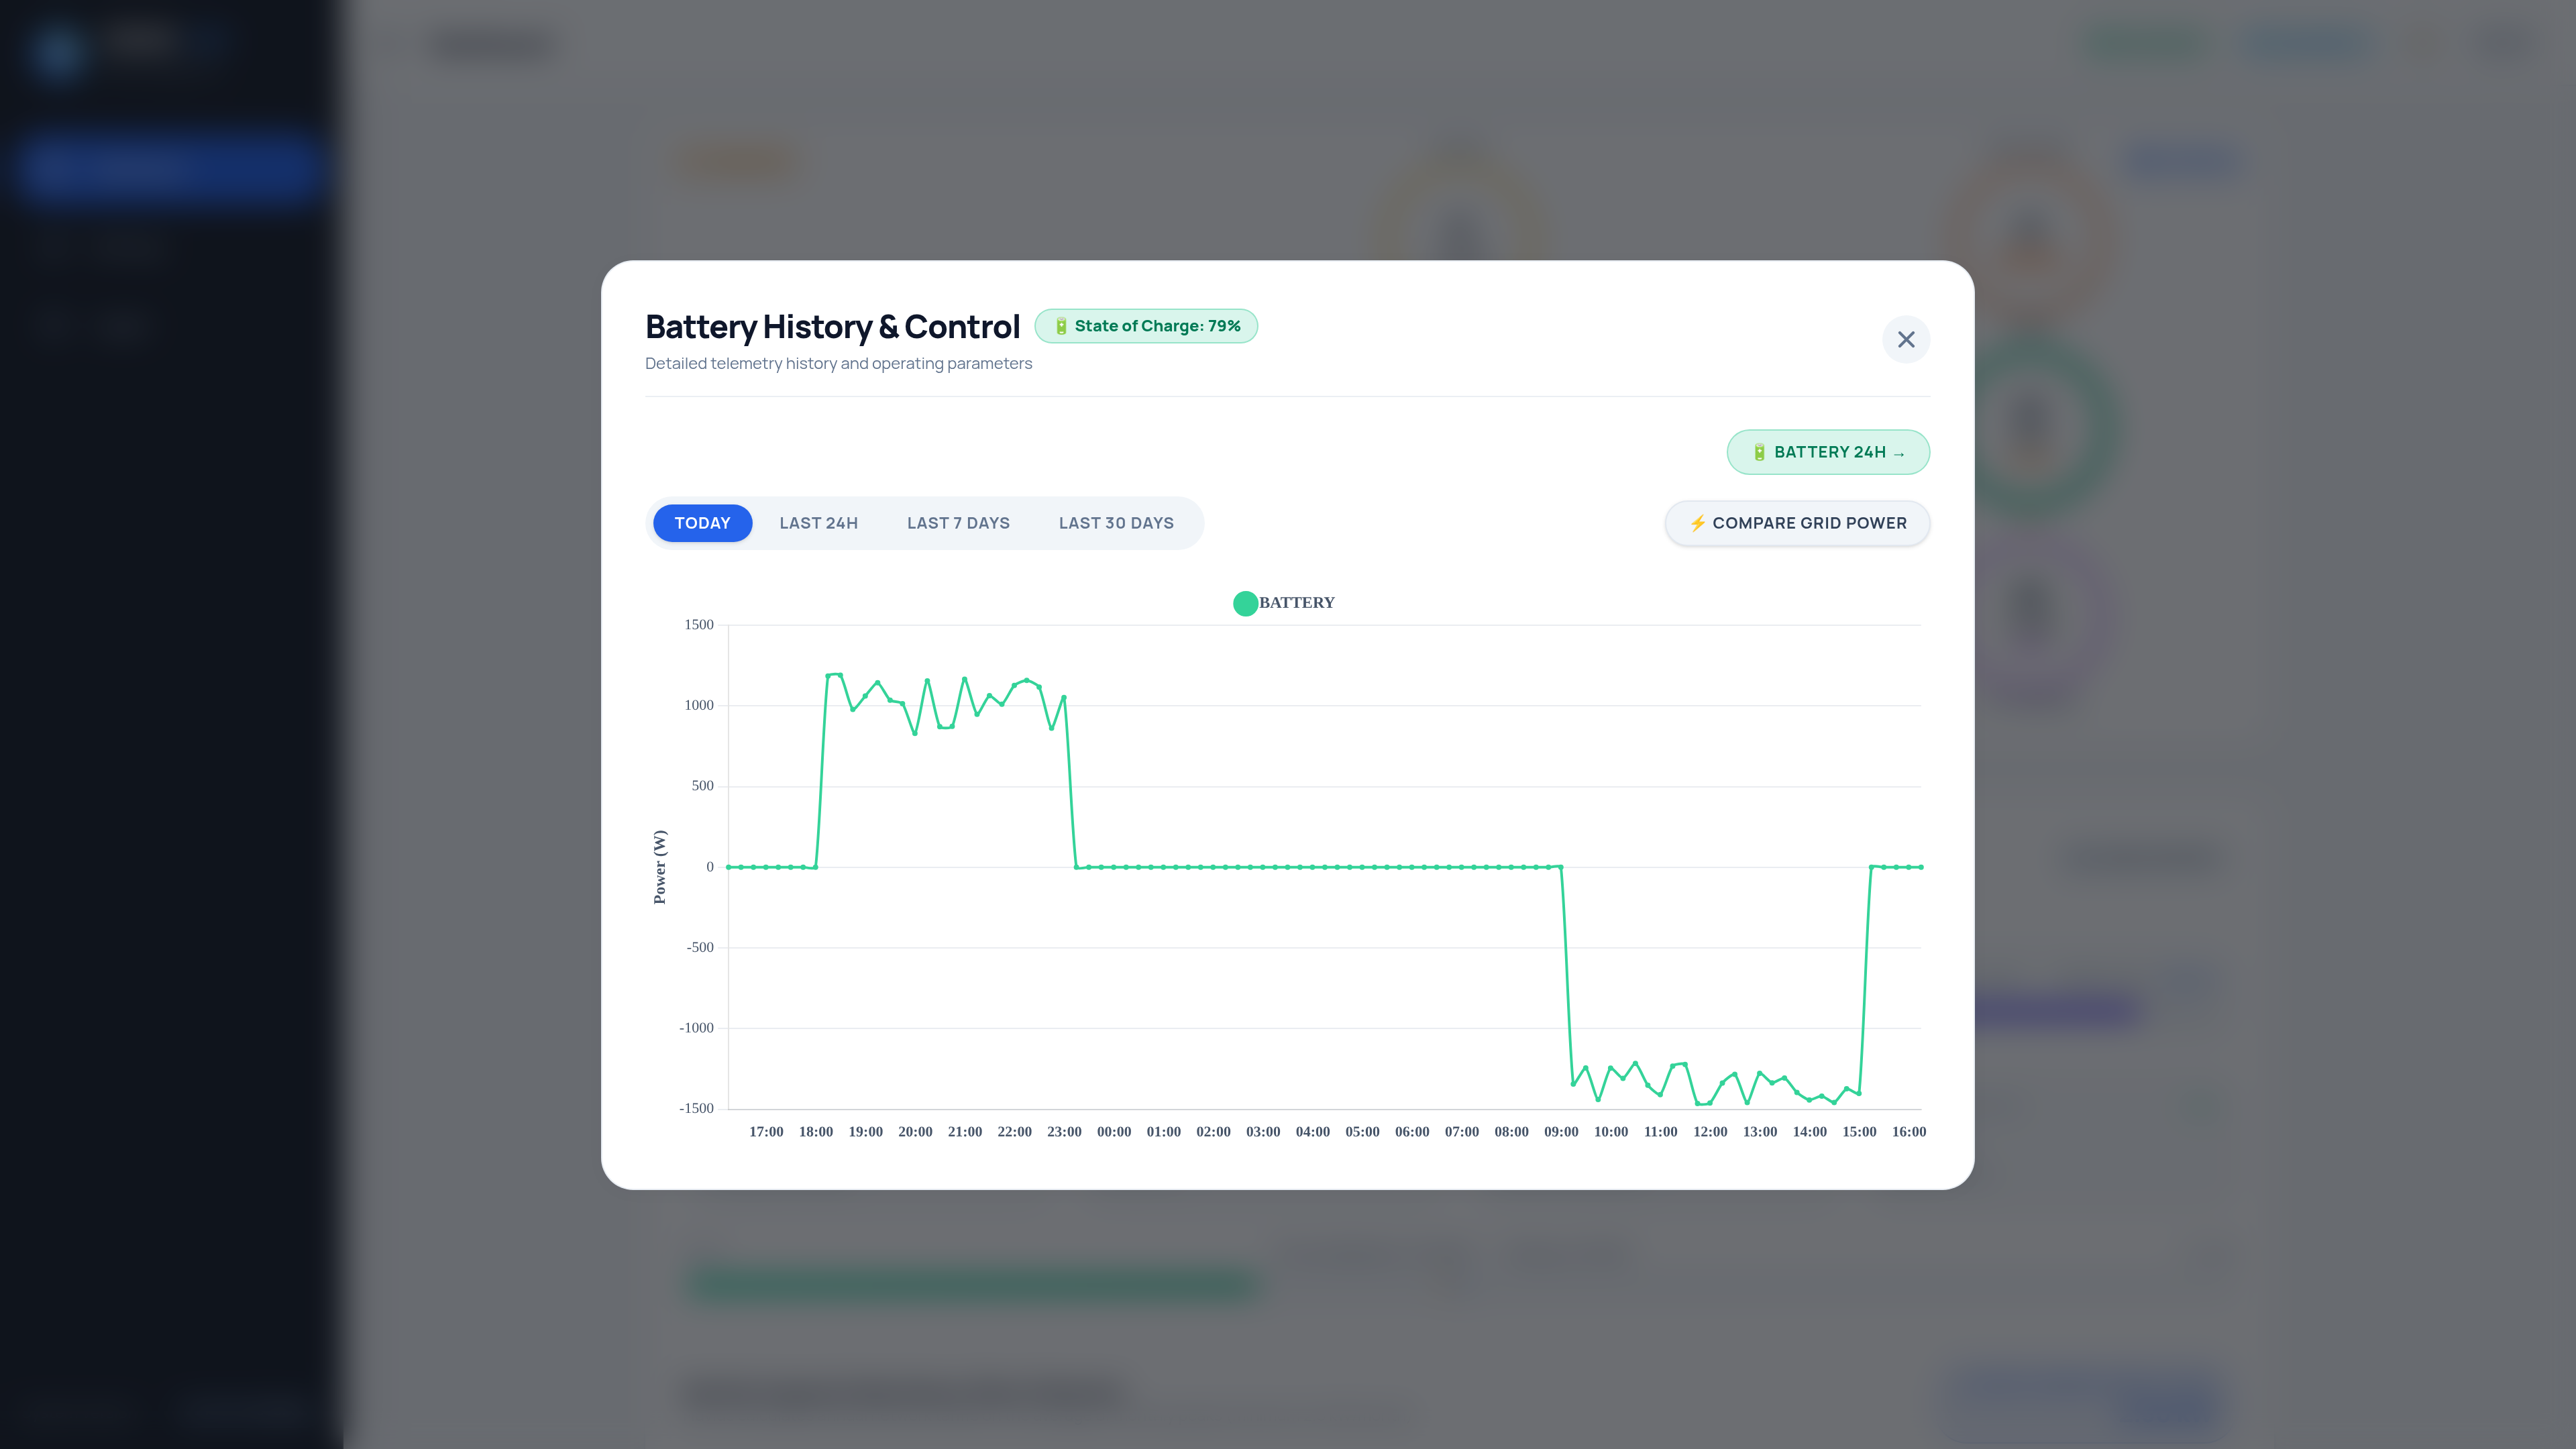 Battery History & Control
🔋 State of Charge: 79%
Detailed telemetry history and operating parameters
🔋 BATTERY 24H →
TODAY
LAST 24H
LAST 7 DAYS
LAST 30 DAYS
⚡ COMPARE GRID POWER
BATTERY
Power (W)
1500
1000
500
0
-500
-1000
-1500
17:00 18:00 19:00 20:00 21:00 22:00 23:00 00:00 01:00 02:00 03:00 04:00 05:00 06:00 07:00 08:00 09:00 10:00 11:00 12:00 13:00 14:00 15:00 16:00